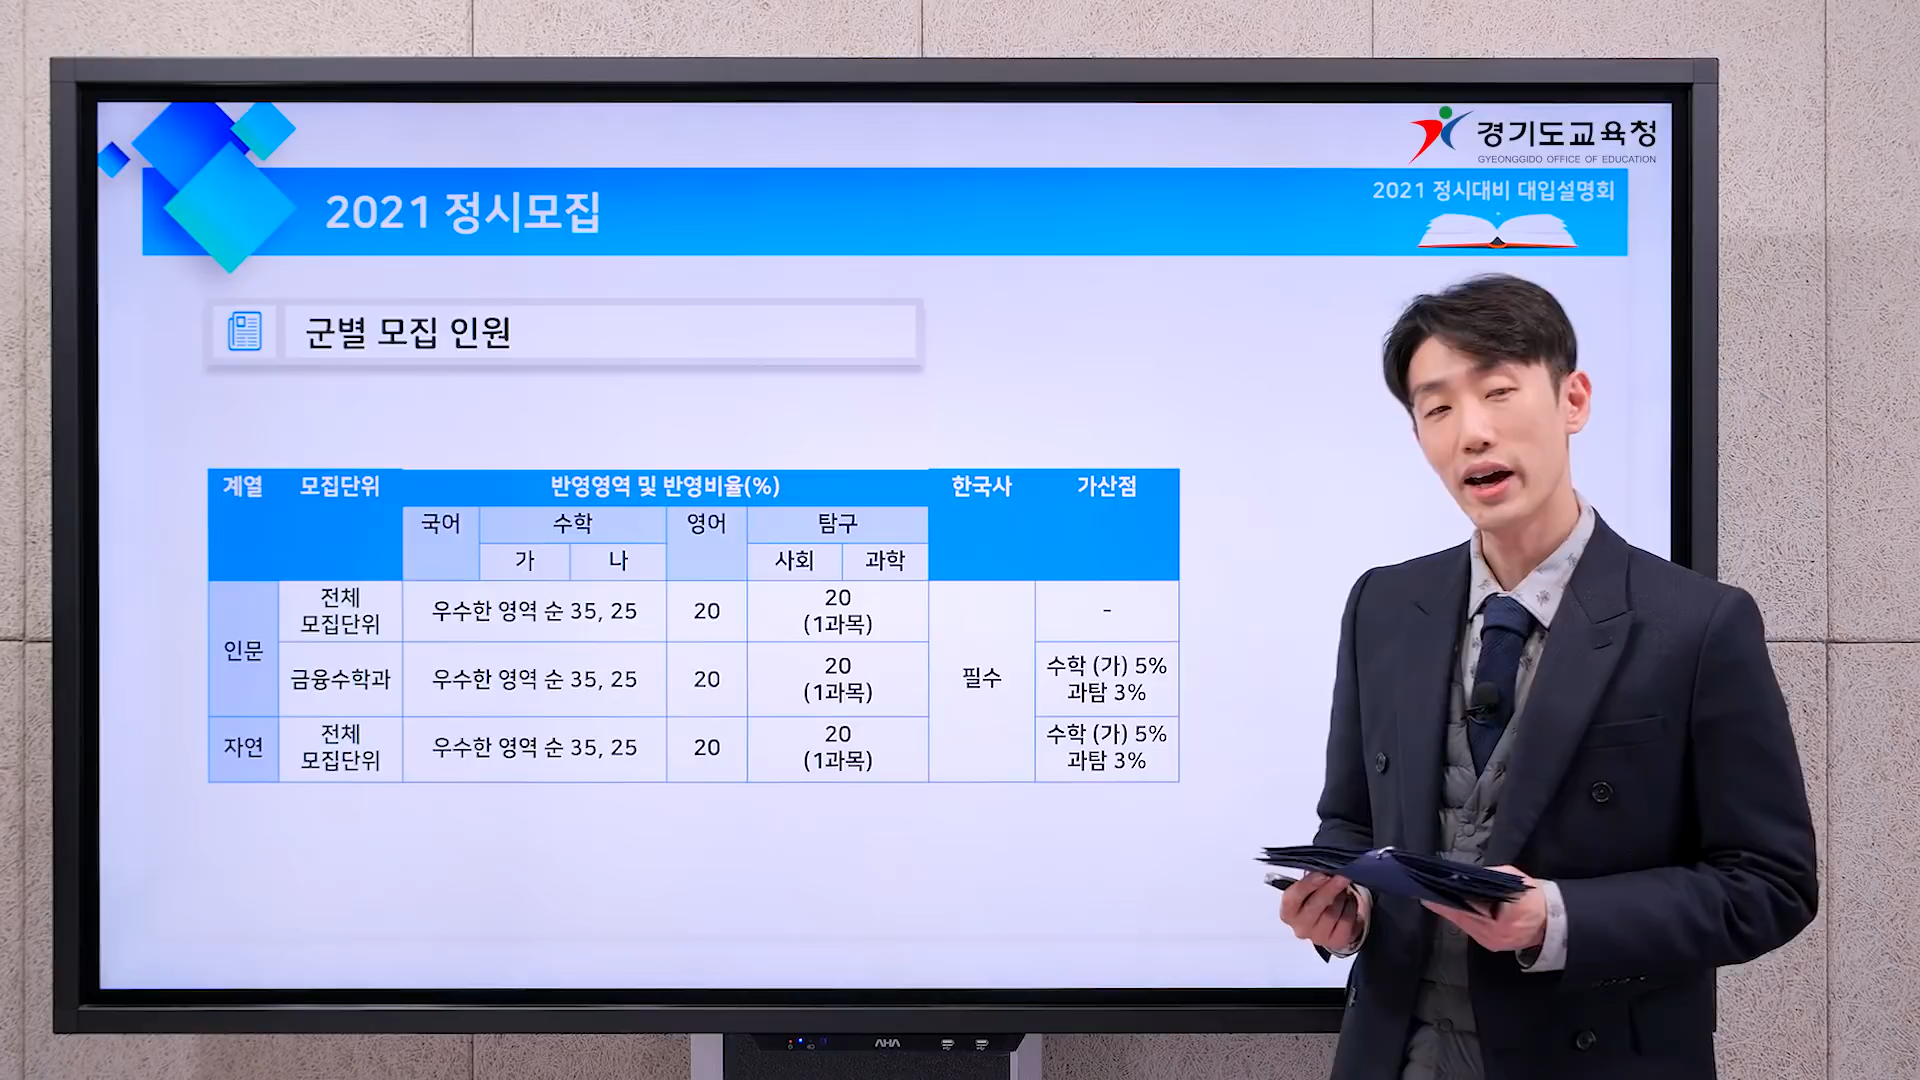 경기도교육청
GYEONGGIDO OFFICE OF EDUCATION
2021 정시대비 대입설명회
2021 정시모집
군별 모집 인원
계열 모집단위 반영영역 및 반영비율(%) 한국사 가산점
국어 수학 영어 탐구
가 나 사회 과학
인문
전체
모집단위
우수한 영역 순 35, 25
20
20
(1과목)
필수
-
금융수학과
우수한 영역 순 35, 25
20
20
(1과목)
수학 (가) 5%
과탐 3%
자연
전체
모집단위
우수한 영역 순 35, 25
20
20
(1과목)
수학 (가) 5%
과탐 3%
AHA